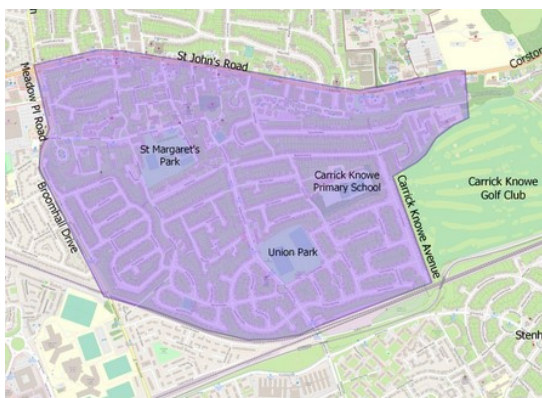 St John's Road
Corston
Meadow Pl Road
St Margaret's
Park
Carrick Knowe
Primary School
Carrick Knowe
Golf Club
Broomhall Drive
Carrick Knowe Avenue
Union Park
Stenh